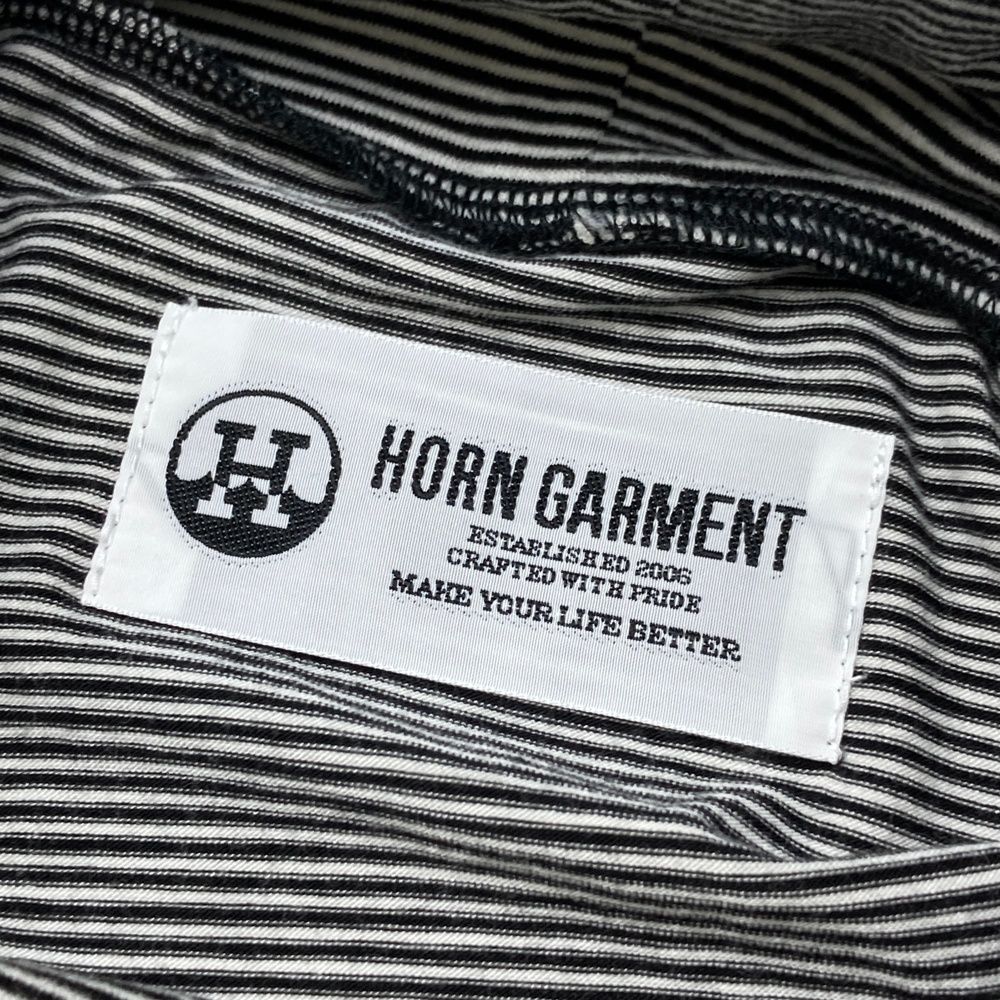 H
HORN GARMENT
ESTABLISHED 2006
CRAFTED WITH PRIDE
MAKE YOUR LIFE BETTER